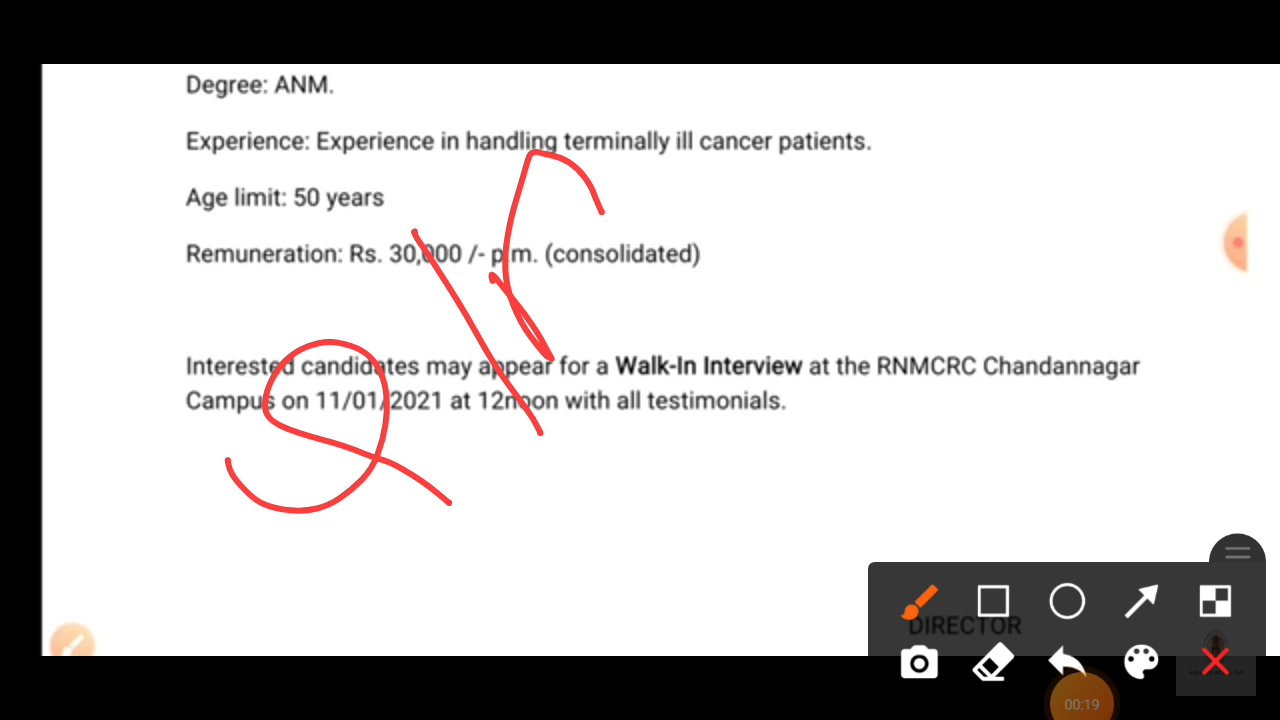 Degree: ANM.
Experience: Experience in handling terminally ill cancer patients.
Age limit: 50 years
Remuneration: Rs. 30,000 /- p.m. (consolidated)
Interested candidates may appear for a Walk-In Interview at the RNMCRC Chandannagar
Campus on 11/01/2021 at 12noon with all testimonials.
DIRECTOR
00:19